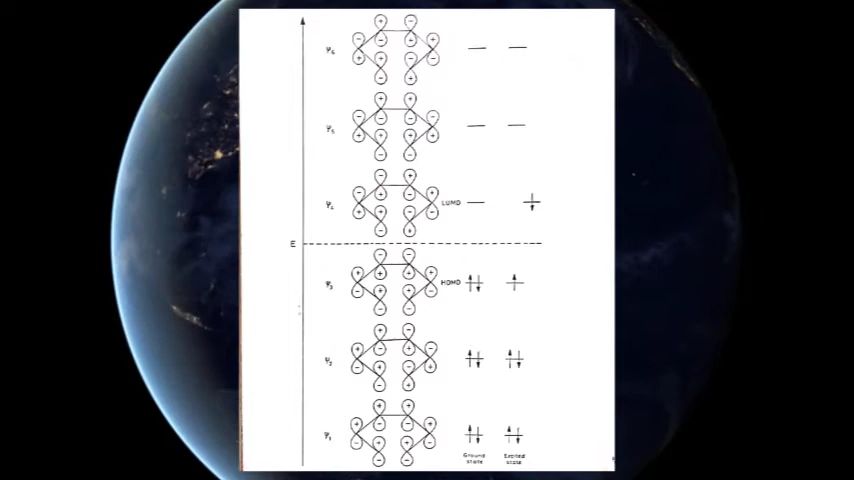 Ψ6
Ψ5
Ψ4 LUMO
E
Ψ3 HOMO
Ψ2
Ψ1
Ground Excited
state state